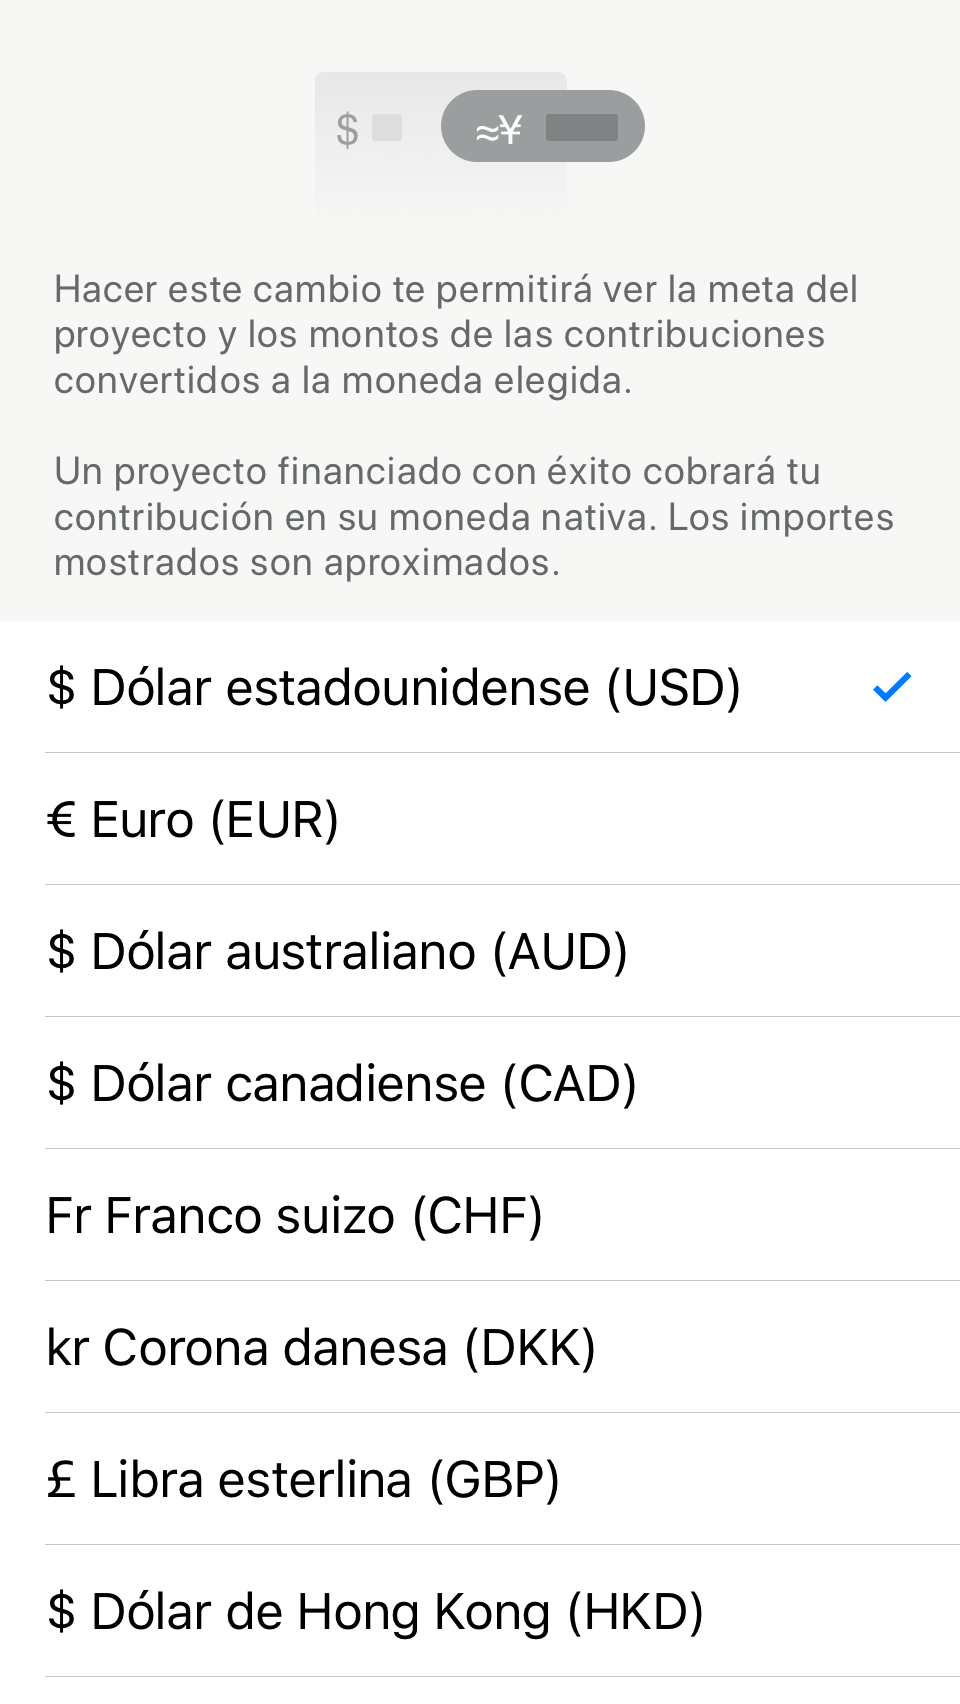 $ ≈¥
Hacer este cambio te permitirá ver la meta del
proyecto y los montos de las contribuciones
convertidos a la moneda elegida.
Un proyecto financiado con éxito cobrará tu
contribución en su moneda nativa. Los importes
mostrados son aproximados.
$ Dólar estadounidense (USD)
€ Euro (EUR)
$ Dólar australiano (AUD)
$ Dólar canadiense (CAD)
Fr Franco suizo (CHF)
kr Corona danesa (DKK)
£ Libra esterlina (GBP)
$ Dólar de Hong Kong (HKD)